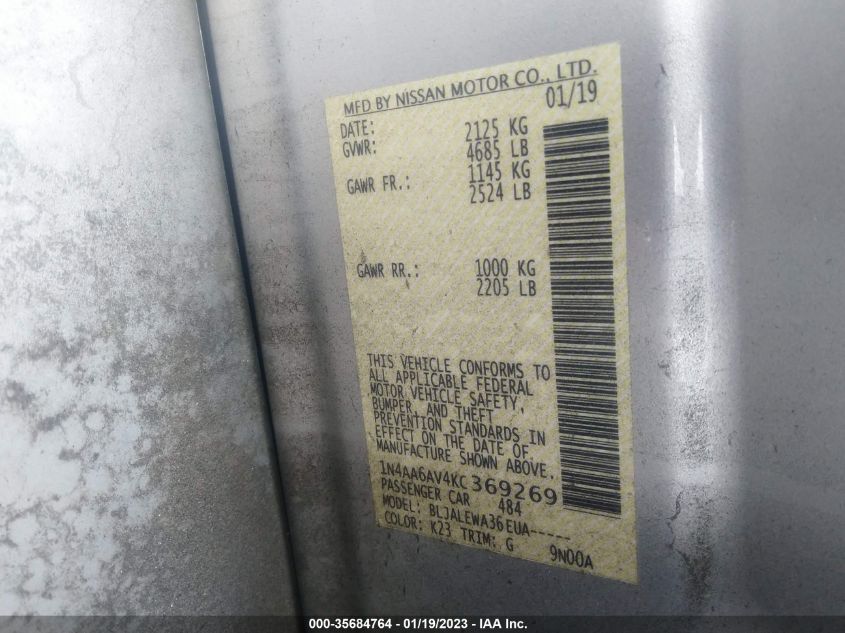 MFD BY NISSAN MOTOR CO., LTD.
DATE: 01/19
GVWR: 2125 KG
4685 LB
GAWR FR.: 1145 KG
2524 LB
GAWR RR.: 1000 KG
2205 LB
THIS VEHICLE CONFORMS TO
ALL APPLICABLE FEDERAL
MOTOR VEHICLE SAFETY,
BUMPER, AND THEFT
PREVENTION STANDARDS IN
EFFECT ON THE DATE OF
MANUFACTURE SHOWN ABOVE.
1N4AA6AV4KC369269
PASSENGER CAR 484
MODEL: BLJALEWA36EUA-----
COLOR: K23 TRIM: G 9N00A
000-35684764 - 01/19/2023 - IAA Inc.